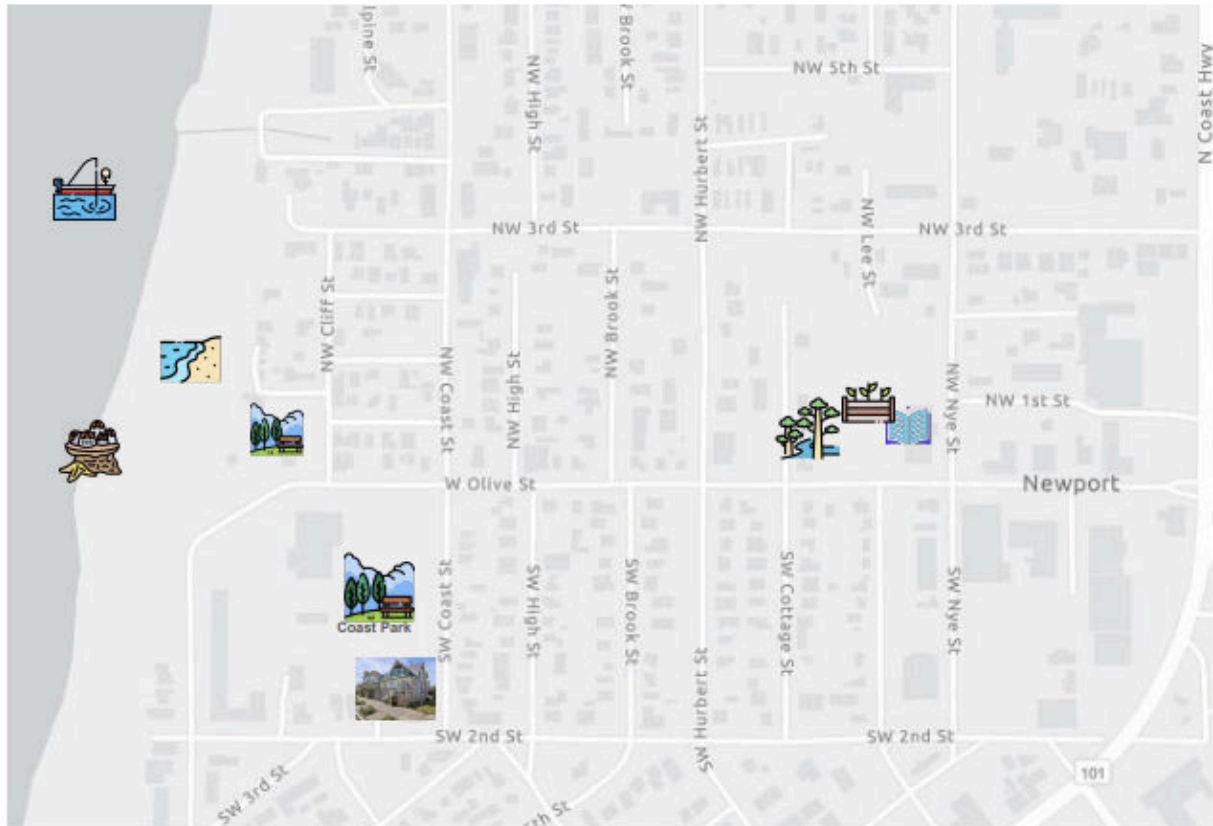 NW Brook St
NW High St
NW 5th St
N Coast Hwy
NW Hurbert St
NW 3rd St
NW 3rd St
NW Lee St
NW Cliff St
NW Brook St
NW Coast St
NW High St
NW Nye St
NW 1st St
W Olive St
Newport
SW Coast St
SW High St
SW Brook St
SW Cottage St
SW Nye St
Coast Park
SW Hurbert St
SW 2nd St
SW 2nd St
SW 3rd St
101